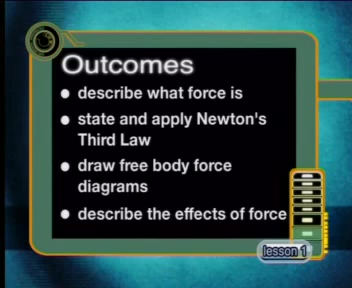 Outcomes
● describe what force is
● state and apply Newton's
Third Law
● draw free body force
diagrams
● describe the effects of force
lesson 1